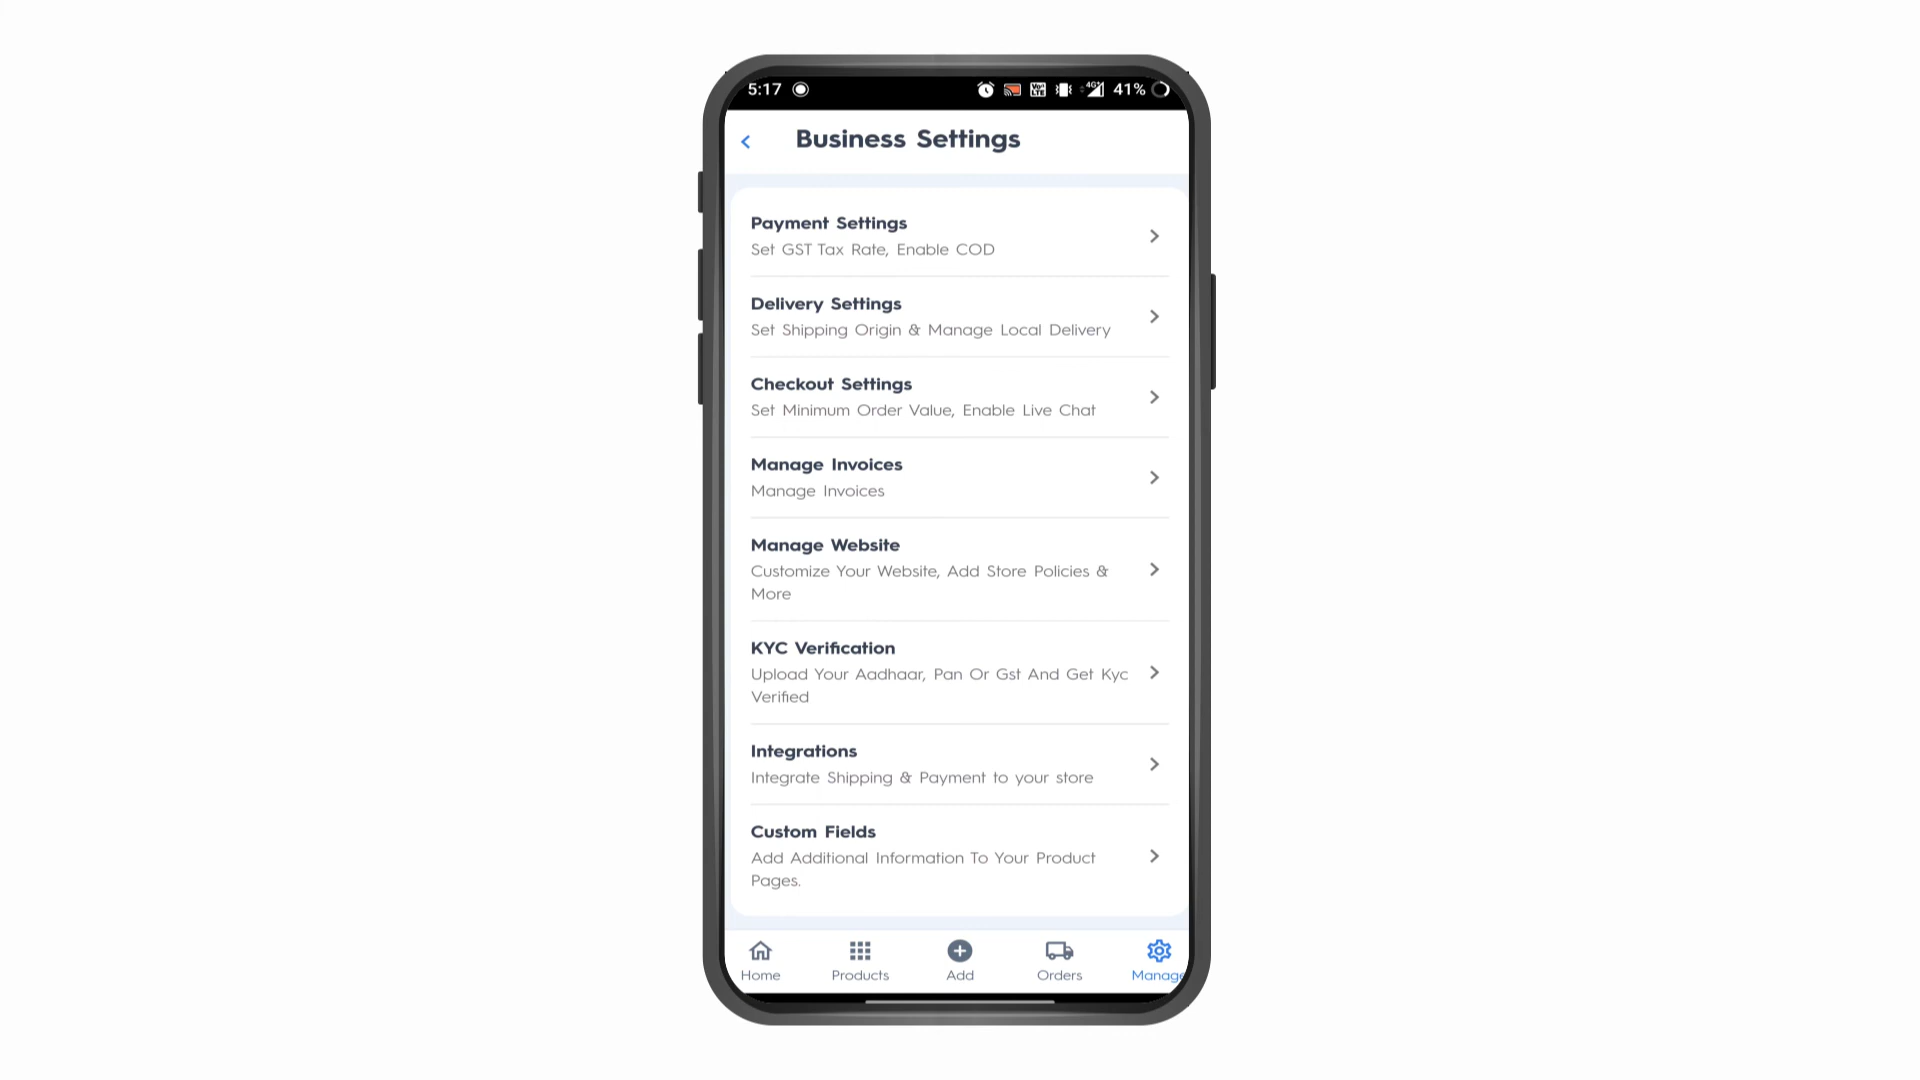 5:17
41%
Business Settings
Payment Settings
Set GST Tax Rate, Enable COD
Delivery Settings
Set Shipping Origin & Manage Local Delivery
Checkout Settings
Set Minimum Order Value, Enable Live Chat
Manage Invoices
Manage Invoices
Manage Website
Customize Your Website, Add Store Policies &
More
KYC Verification
Upload Your Aadhaar, Pan Or Gst And Get Kyc
Verified
Integrations
Integrate Shipping & Payment to your store
Custom Fields
Add Additional Information To Your Product
Pages.
Home Products Add Orders Manage